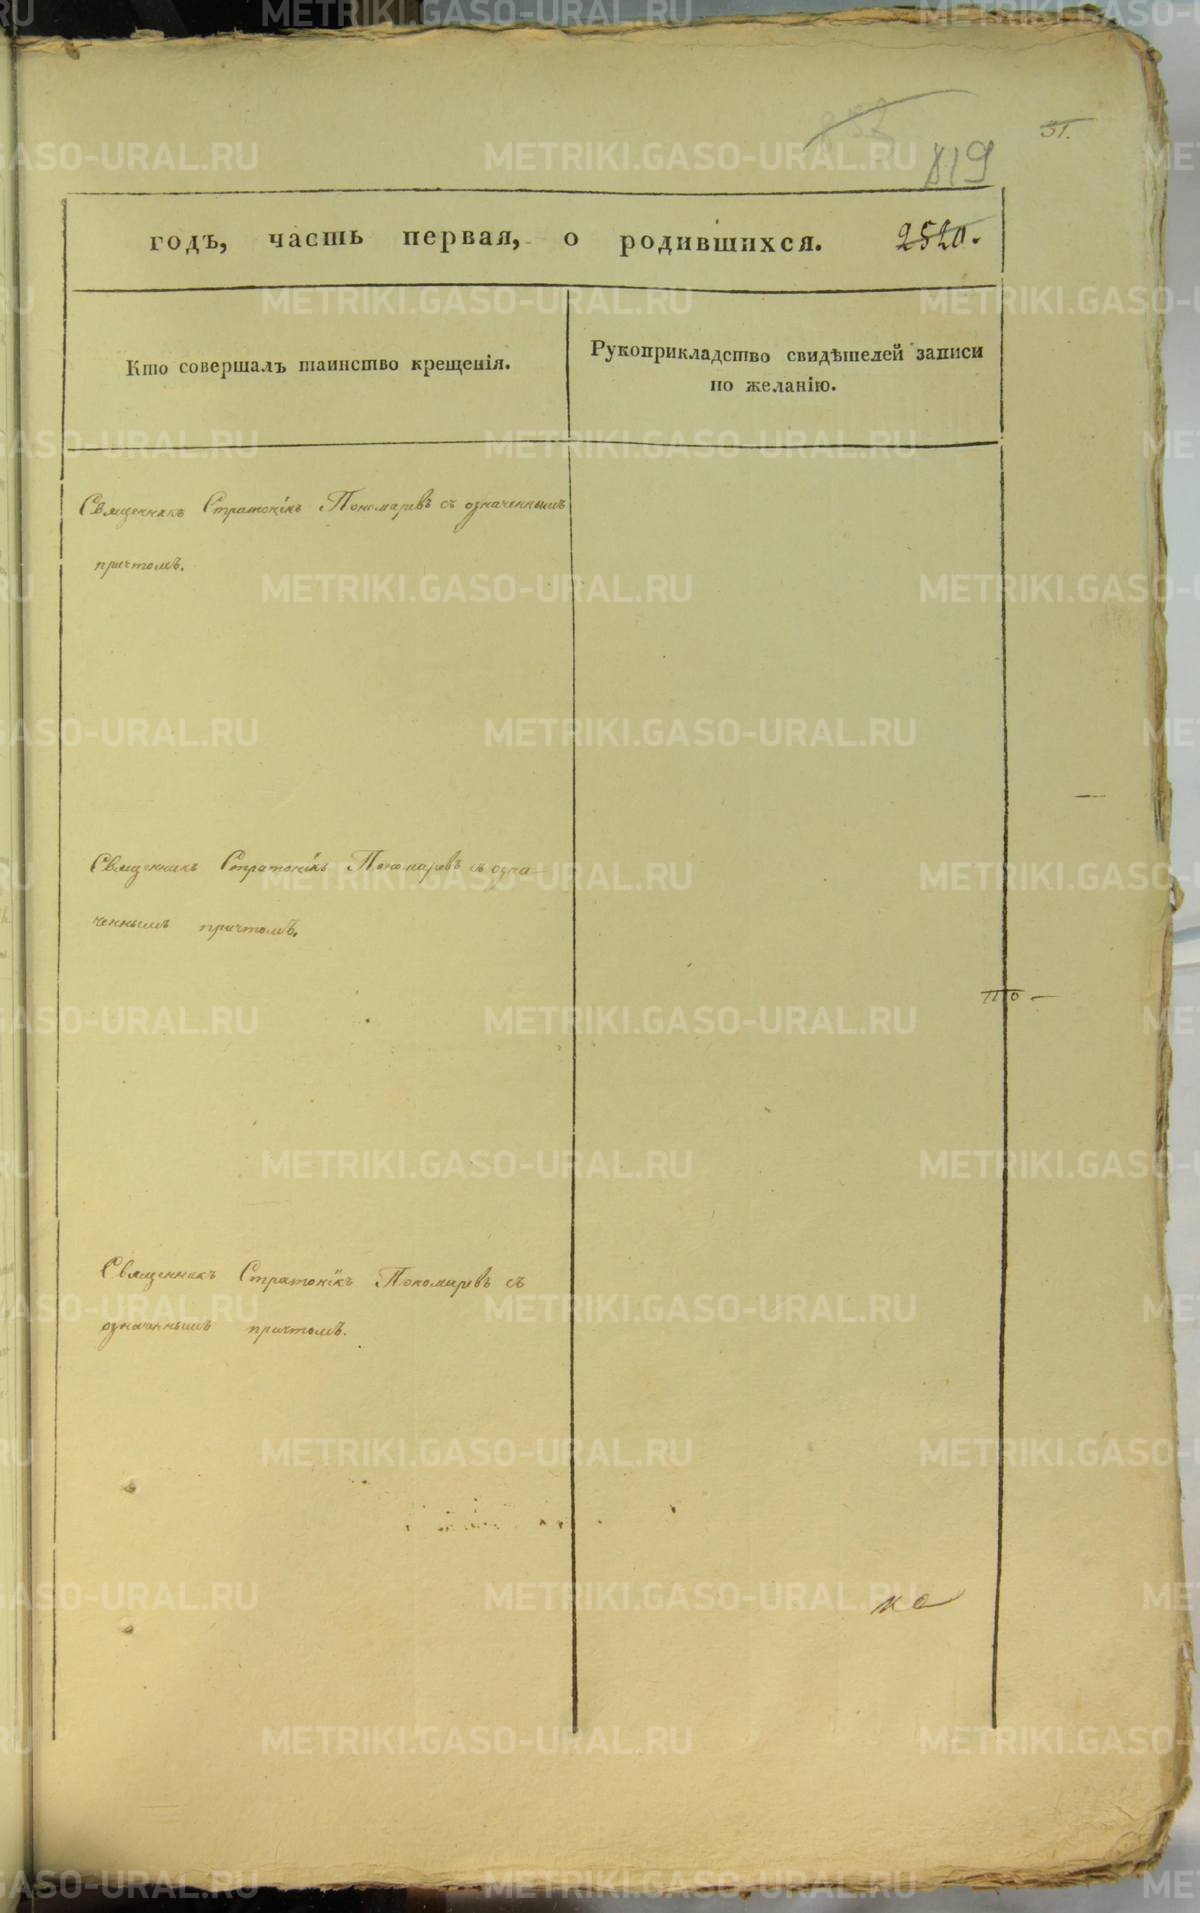 31.
819
годъ, часть первая, о родившихся. 2520.
Кто совершалъ таинство крещенія.
Рукоприкладство свидѣтелей записи
по желанію.
Священникъ Стратоникъ Пономаревъ съ означеннымъ
причтомъ.
Священникъ Стратоникъ Пономаревъ съ озна-
ченнымъ причтомъ.
Священникъ Стратоникъ Пономаревъ съ
означеннымъ причтомъ.
METRIKI.GASO-URAL.RU